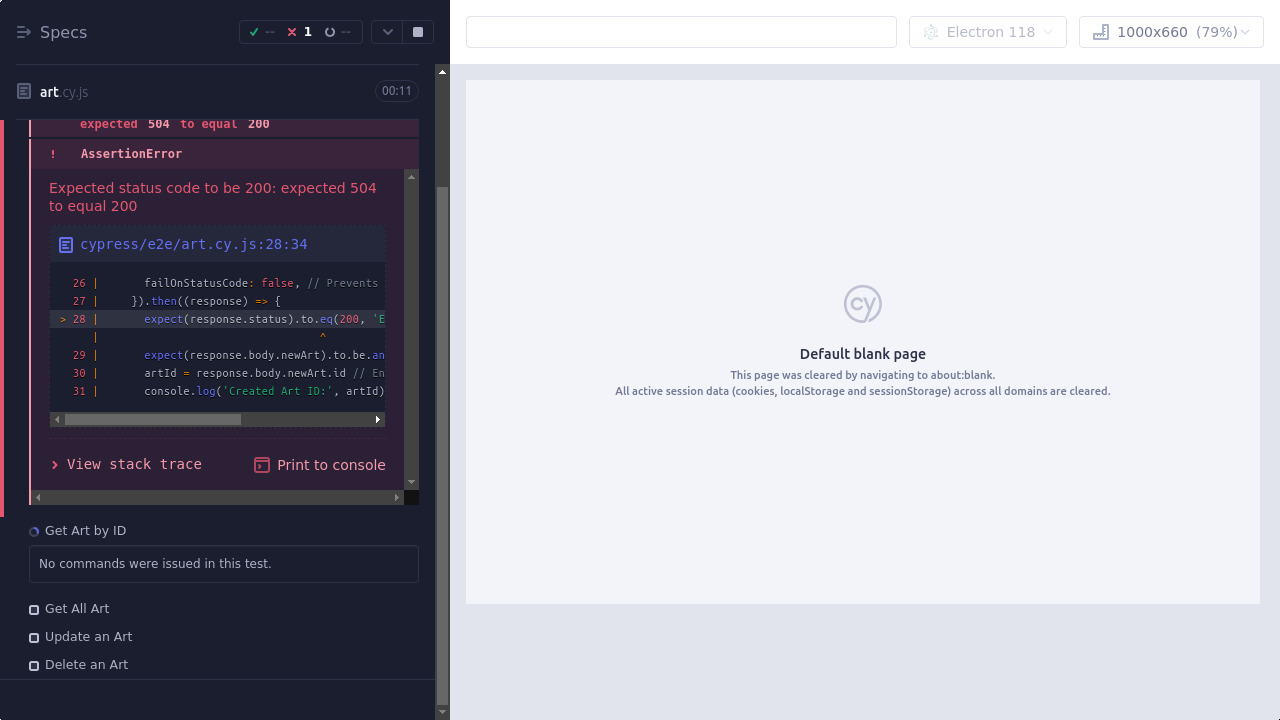 Specs
-- 1 --
Electron 118
1000x660 (79%)
art.cy.js
00:11
expected 504 to equal 200
! AssertionError
Expected status code to be 200: expected 504
to equal 200
cypress/e2e/art.cy.js:28:34
26 | failOnStatusCode: false, // Prevents
27 | }).then((response) => {
> 28 | expect(response.status).to.eq(200, 'E
| ^
29 | expect(response.body.newArt).to.be.an
30 | artId = response.body.newArt.id // En
31 | console.log('Created Art ID:', artId)
View stack trace
Print to console
Get Art by ID
No commands were issued in this test.
Get All Art
Update an Art
Delete an Art
cy
Default blank page
This page was cleared by navigating to about:blank.
All active session data (cookies, localStorage and sessionStorage) across all domains are cleared.